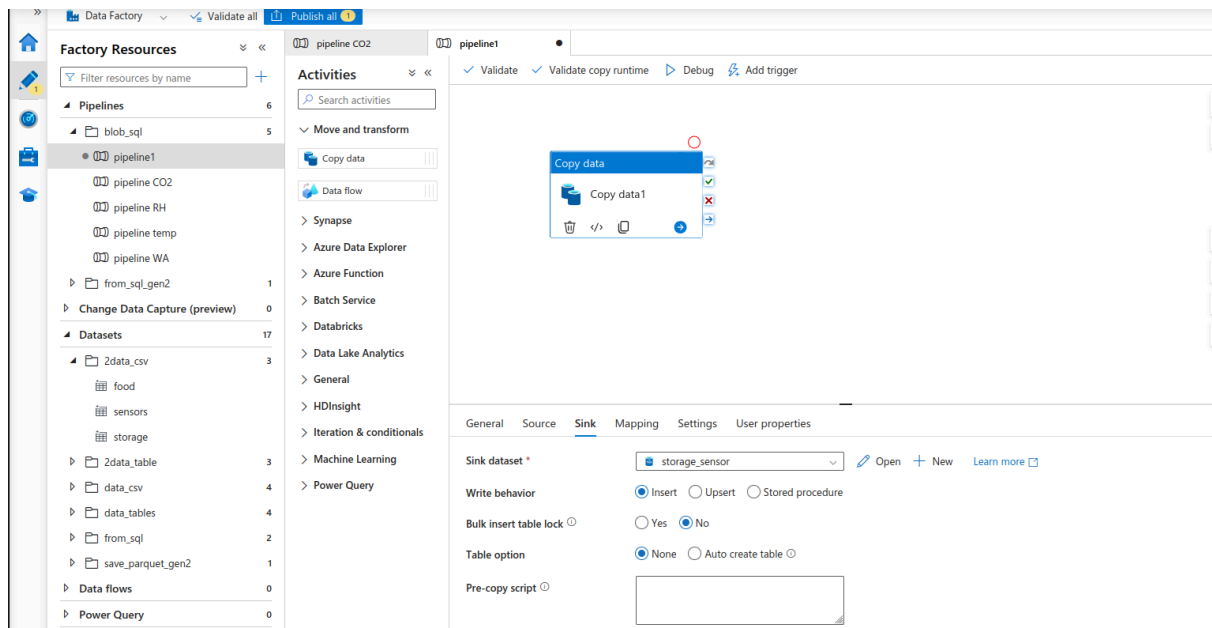 Data Factory
Validate all
Publish all 1
Factory Resources
Filter resources by name
1
Pipelines 6
blob_sql 5
pipeline1
pipeline CO2
pipeline RH
pipeline temp
pipeline WA
from_sql_gen2 1
Change Data Capture (preview) 0
Datasets 17
2data_csv 3
food
sensors
storage
2data_table 3
data_csv 4
data_tables 4
from_sql 2
save_parquet_gen2 1
Data flows 0
Power Query 0
pipeline CO2
pipeline1
Activities
Search activities
Move and transform
Copy data
Data flow
Synapse
Azure Data Explorer
Azure Function
Batch Service
Databricks
Data Lake Analytics
General
HDInsight
Iteration & conditionals
Machine Learning
Power Query
Validate Validate copy runtime Debug Add trigger
Copy data
Copy data1
General Source Sink Mapping Settings User properties
Sink dataset * storage_sensor Open New Learn more
Write behavior Insert Upsert Stored procedure
Bulk insert table lock Yes No
Table option None Auto create table
Pre-copy script